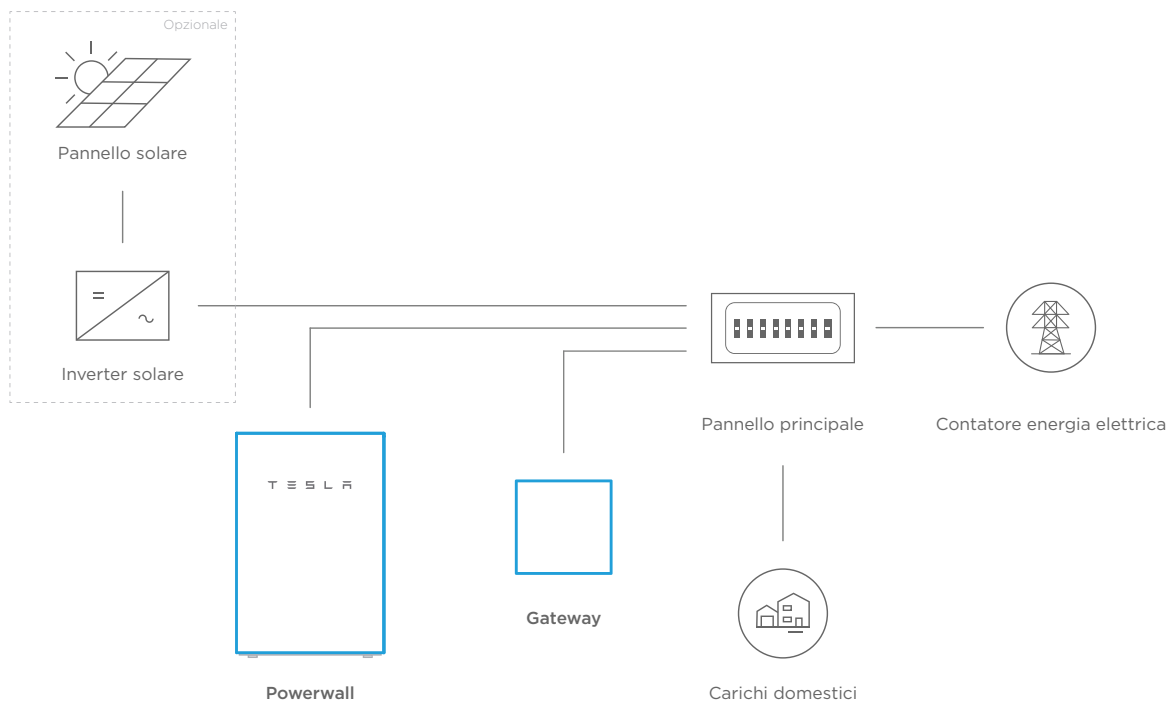 Opzionale
Pannello solare
Inverter solare
Pannello principale
Contatore energia elettrica
TESLA
Gateway
Powerwall
Carichi domestici